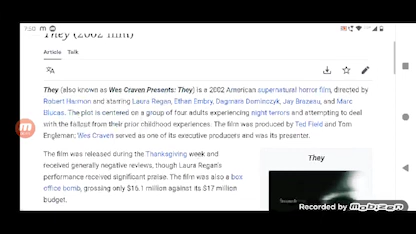 7:50 m
They (2002 film)
Article Talk
They (also known as Wes Craven Presents: They) is a 2002 American supernatural horror film, directed by
Robert Harmon and starring Laura Regan, Ethan Embry, Dagmara Dominczyk, Jay Brazeau, and Marc
Blucas. The plot is centered on a group of four adults experiencing night terrors and attempting to deal
with the fallout from their prior childhood experiences. The film was produced by Ted Field and Tom
Engleman; Wes Craven served as one of its executive producers and was its presenter.
The film was released during the Thanksgiving week and
received generally negative reviews, though Laura Regan's
performance received significant praise. The film was also a box
office bomb, grossing only $16.1 million against its $17 million
budget.
They
Recorded by Mobizen